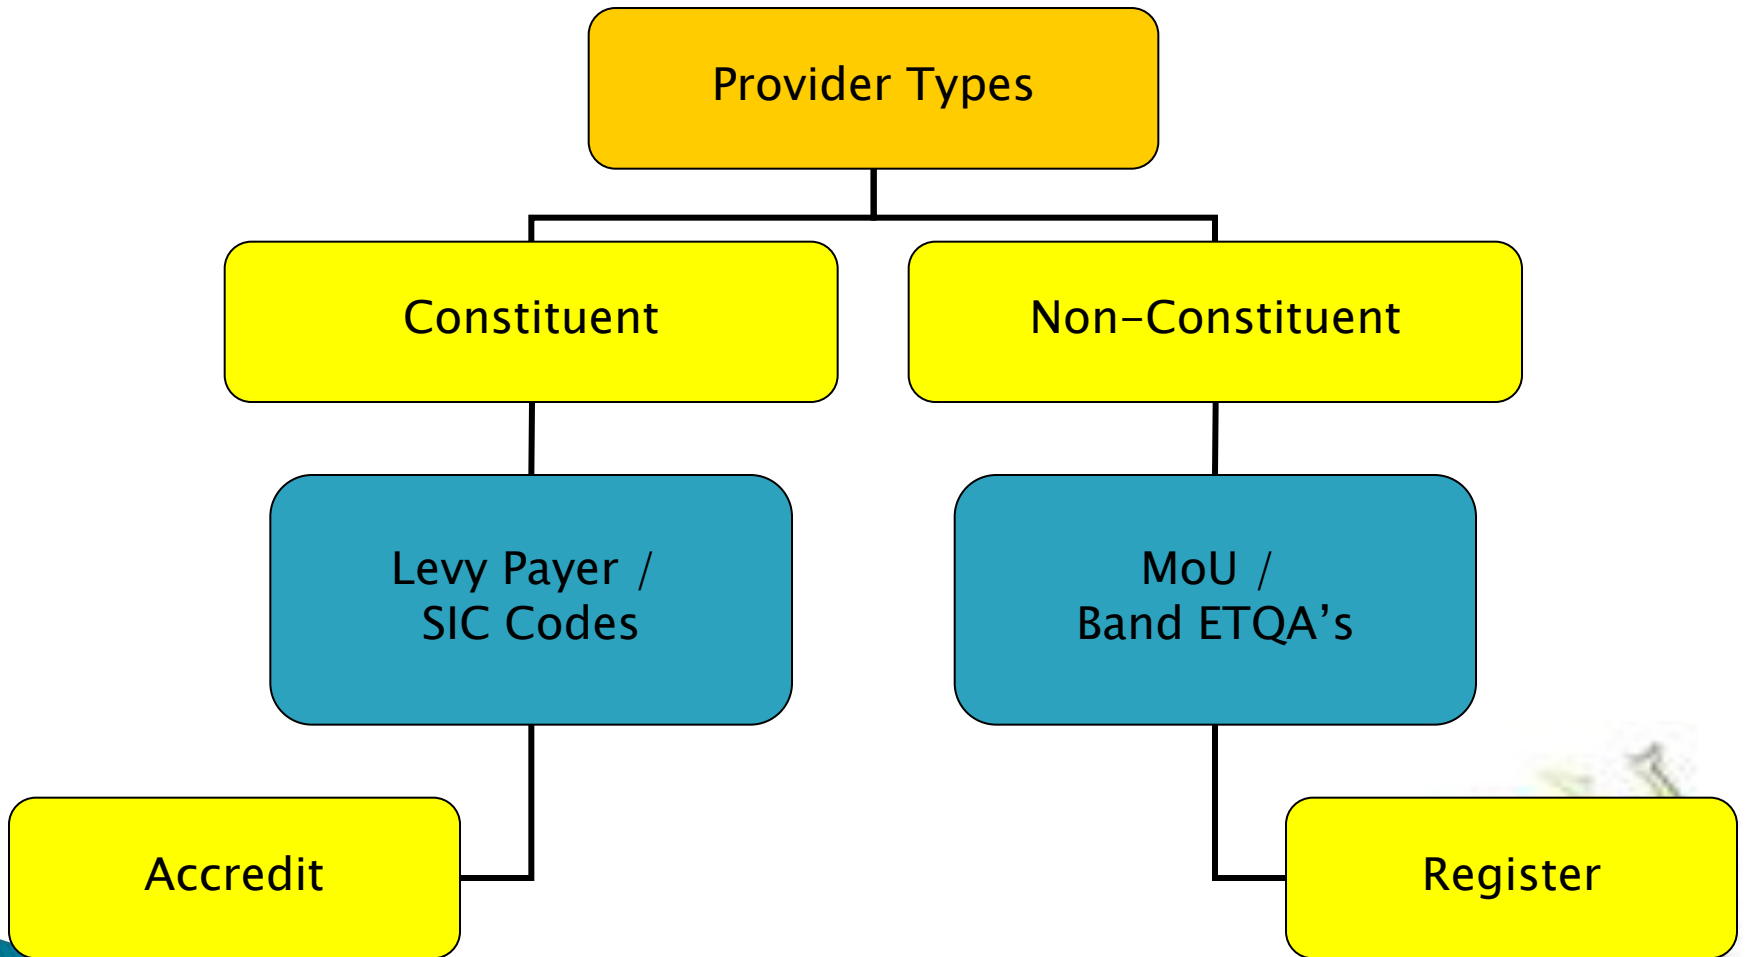 Provider Types
Constituent
Non-Constituent
Levy Payer /
SIC Codes
MoU /
Band ETQA’s
Accredit
Register